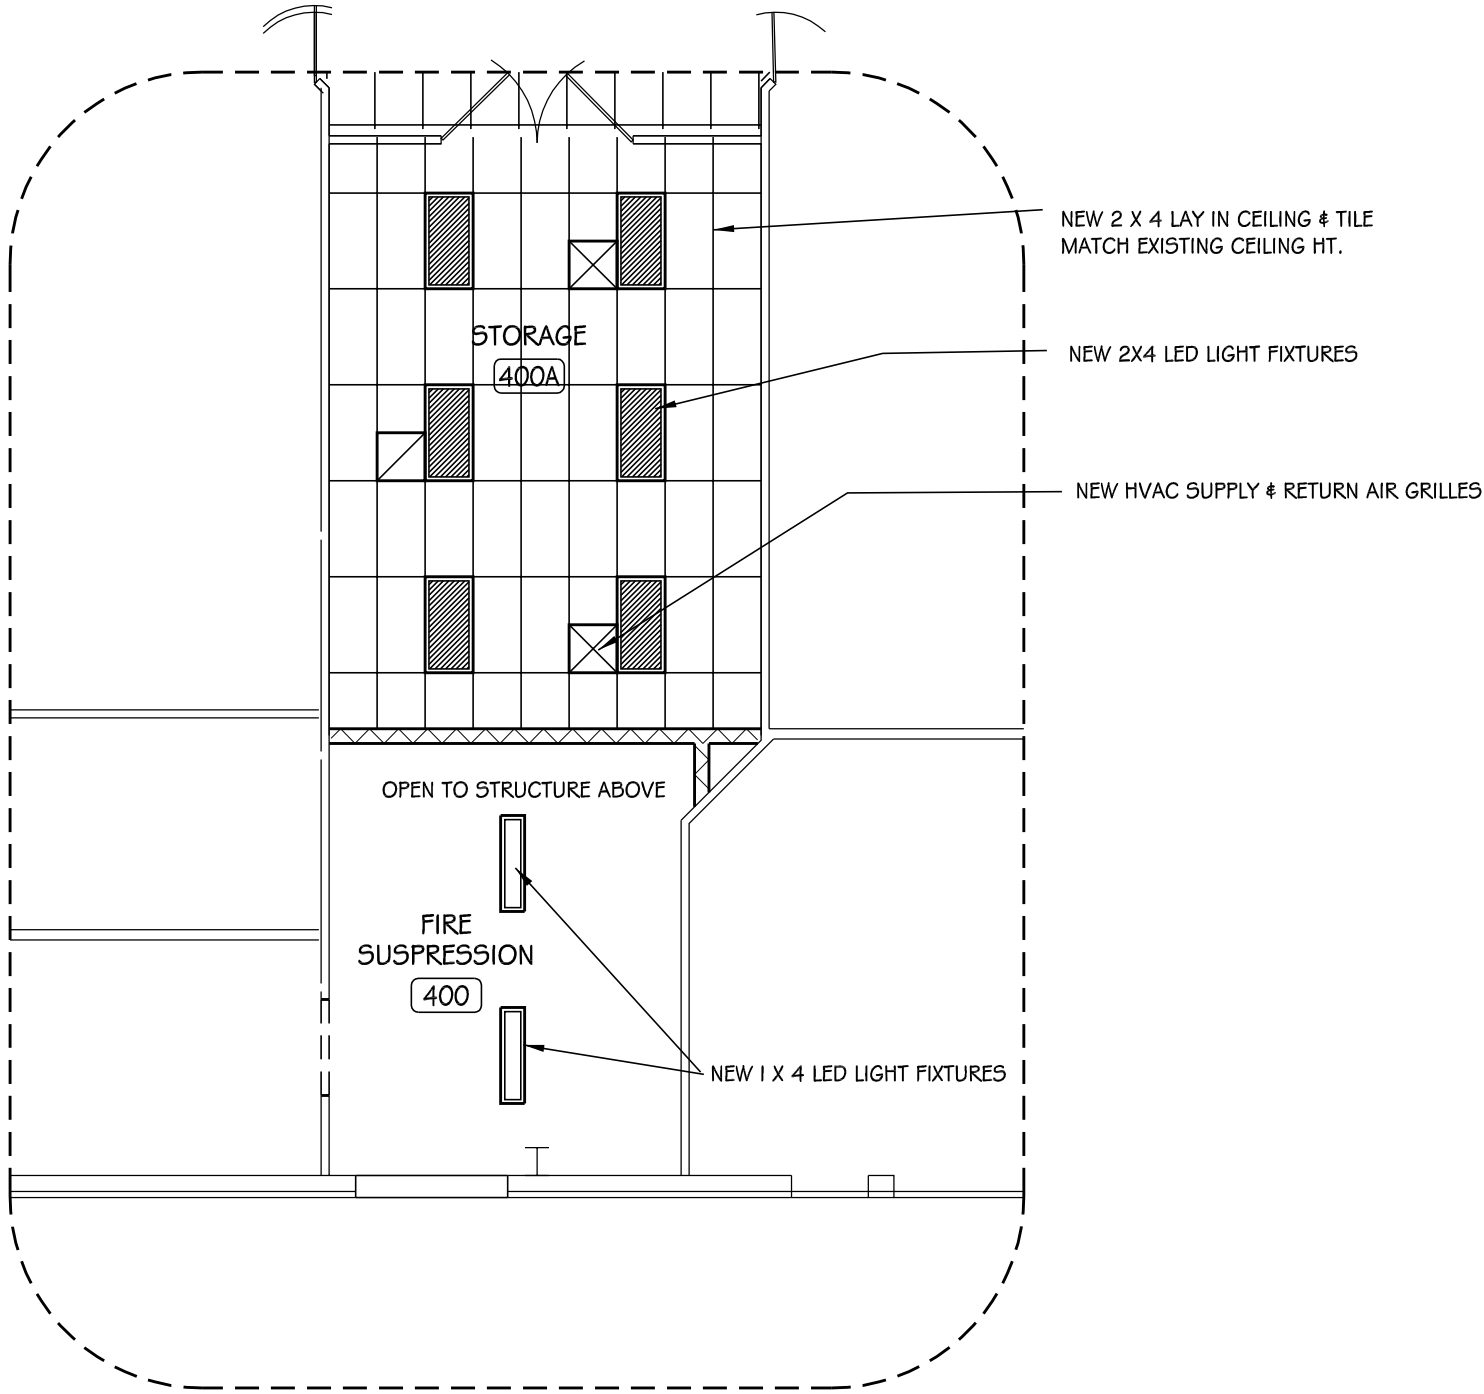 NEW 2 X 4 LAY IN CEILING & TILE
MATCH EXISTING CEILING HT.
STORAGE
400A
NEW 2X4 LED LIGHT FIXTURES
NEW HVAC SUPPLY & RETURN AIR GRILLES
OPEN TO STRUCTURE ABOVE
FIRE
SUSPRESSION
400
NEW 1 X 4 LED LIGHT FIXTURES